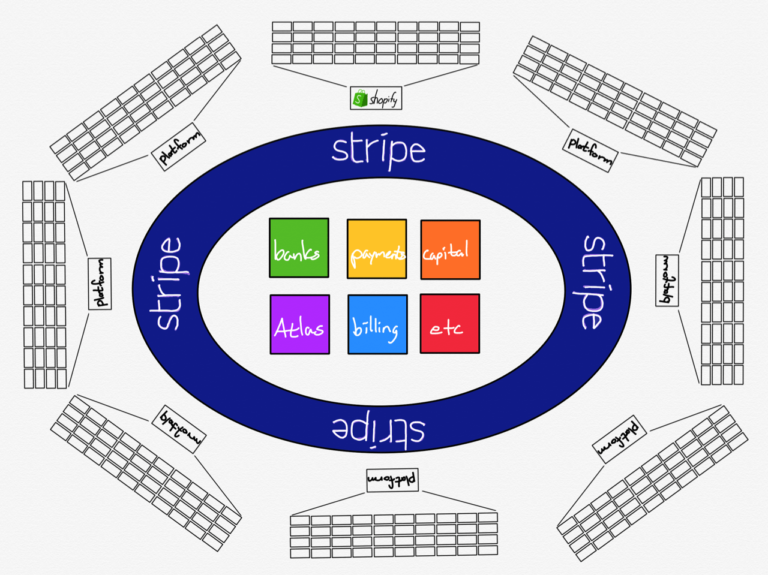 shopify
stripe
platform
platform
banks
payments
capital
stripe
stripe
platform
platform
Atlas
billing
etc
platform
platform
stripe
platform